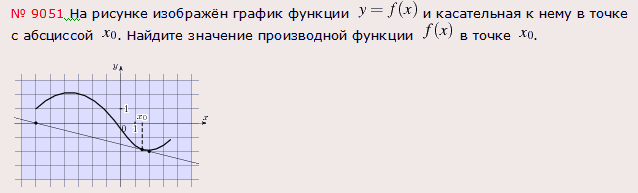 № 9051 На рисунке изображён график функции y = f(x) и касательная к нему в точке
с абсциссой x₀. Найдите значение производной функции f(x) в точке x₀.
y
1
x₀
x
0 1